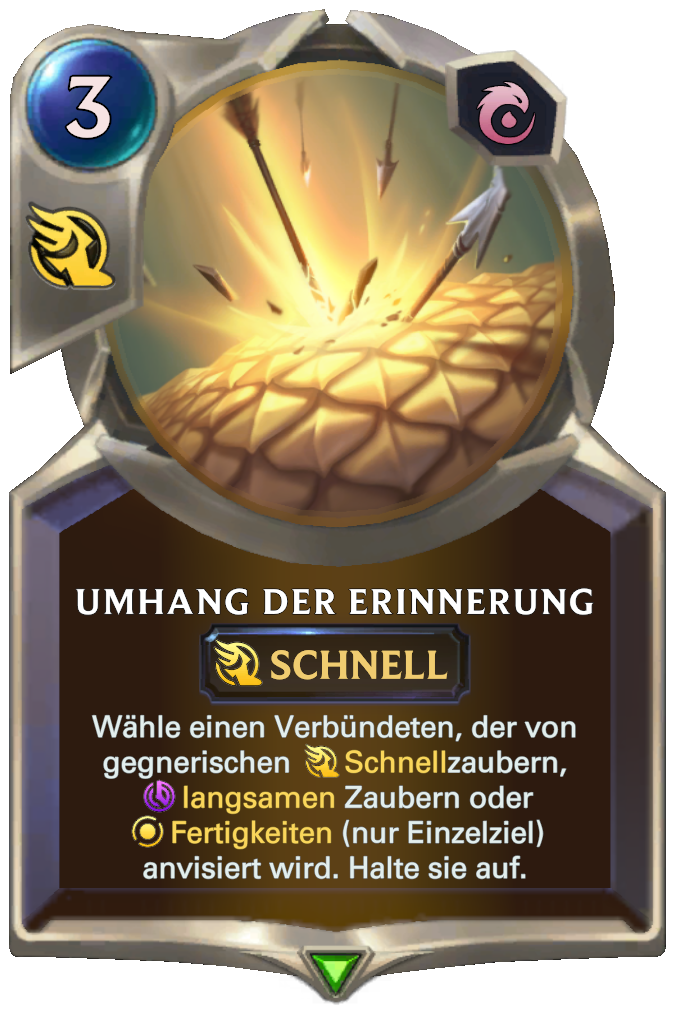 3
UMHANG DER ERINNERUNG
SCHNELL
Wähle einen Verbündeten, der von
gegnerischen Schnellzaubern,
langsamen Zaubern oder
Fertigkeiten (nur Einzelziel)
anvisiert wird. Halte sie auf.